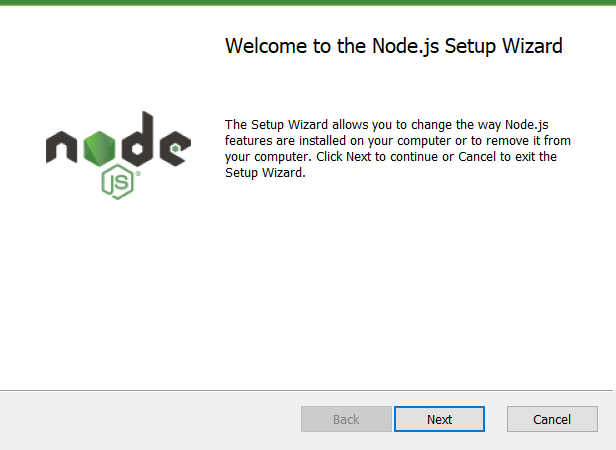 Welcome to the Node.js Setup Wizard
The Setup Wizard allows you to change the way Node.js
features are installed on your computer or to remove it from
your computer. Click Next to continue or Cancel to exit the
Setup Wizard.
node
JS®
Back
Next
Cancel